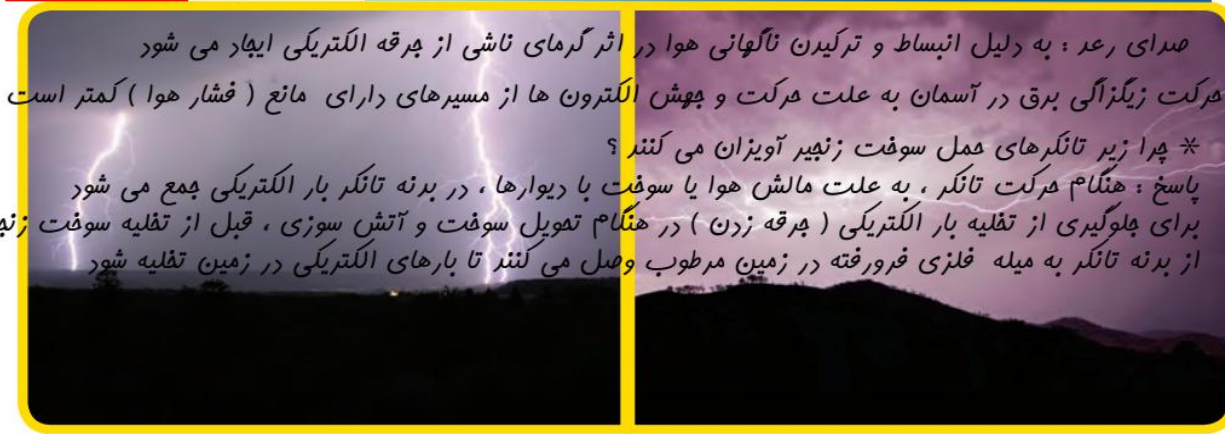 صدای رعد : به دلیل انبساط و ترکیدن ناگهانی هوا در اثر گرمای ناشی از جرقه الکتریکی ایجاد می شود
حرکت زیگزاگی برق در آسمان به علت حرکت و جهش الکترون ها از مسیرهای دارای مانع ( فشار هوا ) کمتر است
* چرا زیر تانکرهای حمل سوخت زنجیر آویزان می کنند ؟
پاسخ : هنگام حرکت تانکر ، به علت مالش هوا یا سوخت با دیوارها ، در بدنه تانکر بار الکتریکی جمع می شود
برای جلوگیری از تخلیه بار الکتریکی ( جرقه زدن ) در هنگام تحویل سوخت و آتش سوزی ، قبل از تخلیه سوخت
از بدنه تانکر به میله فلزی فرورفته در زمین مرطوب وصل می کنند تا بارهای الکتریکی در زمین تخلیه شود